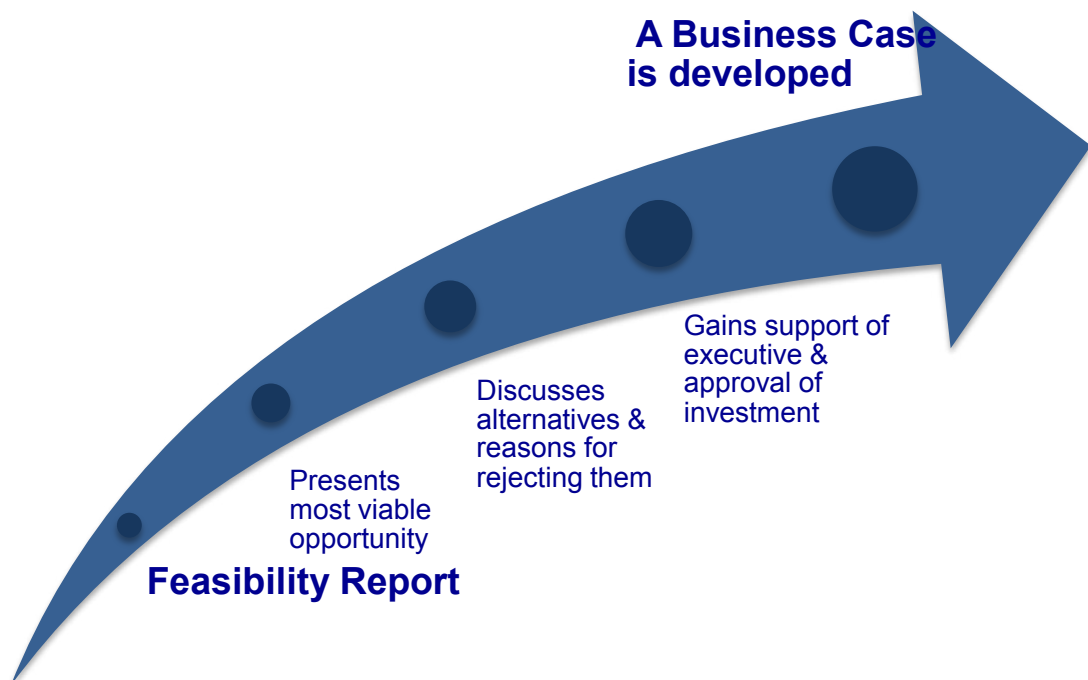 A Business Case
is developed
Gains support of
executive &
approval of
investment
Discusses
alternatives &
reasons for
rejecting them
Presents
most viable
opportunity
Feasibility Report